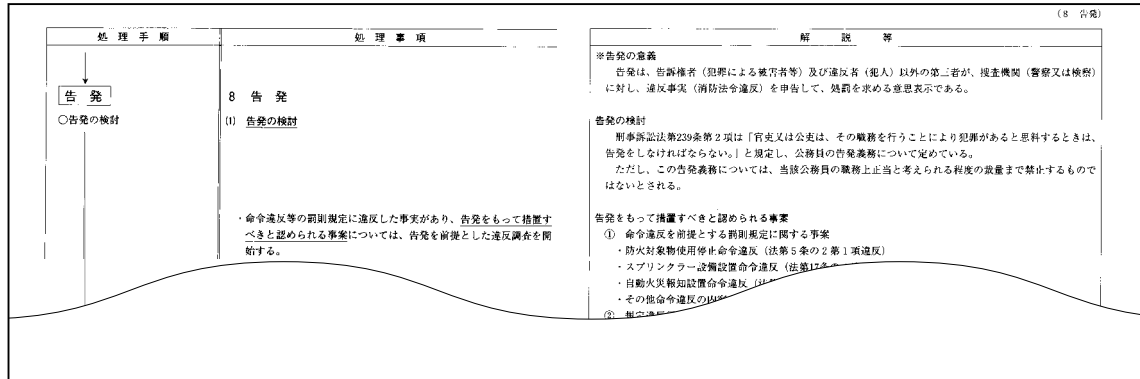 (8 告発)
処理手順
処理事項
解説等
告発
○告発の検討
8 告発
(1) 告発の検討
・命令違反等の罰則規定に違反した事実があり、告発をもって措置す
べきと認められる事案については、告発を前提とした違反調査を開
始する。
※告発の意義
告発は、告訴権者（犯罪による被害者等）及び違反者（犯人）以外の第三者が、捜査機関（警察又は検察）
に対し、違反事実（消防法令違反）を申告して、処罰を求める意思表示である。
告発の検討
刑事訴訟法第239条第2項は「官吏又は公吏は、その職務を行うことにより犯罪があると思料するときは、
告発をしなければならない。」と規定し、公務員の告発義務について定めている。
ただし、この告発義務については、当該公務員の職務上正当と考えられる程度の裁量まで禁止するもので
はないとされる。
告発をもって措置すべきと認められる事案
① 命令違反を前提とする罰則規定に関する事案
・防火対象物使用停止命令違反（法第5条の2第1項違反）
・スプリンクラー設備設置命令違反（法第17条の
・自動火災報知設置命令違反（
・その他命令違反の内
② 規定違反